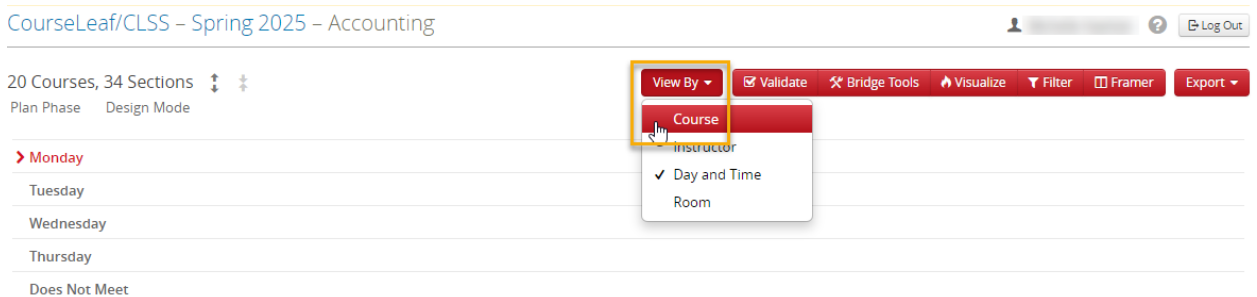 CourseLeaf/CLSS – Spring 2025 – Accounting
Log Out
20 Courses, 34 Sections
View By
Validate
Bridge Tools
Visualize
Filter
Framer
Export
Plan Phase Design Mode
Course
Instructor
Day and Time
Room
Monday
Tuesday
Wednesday
Thursday
Does Not Meet